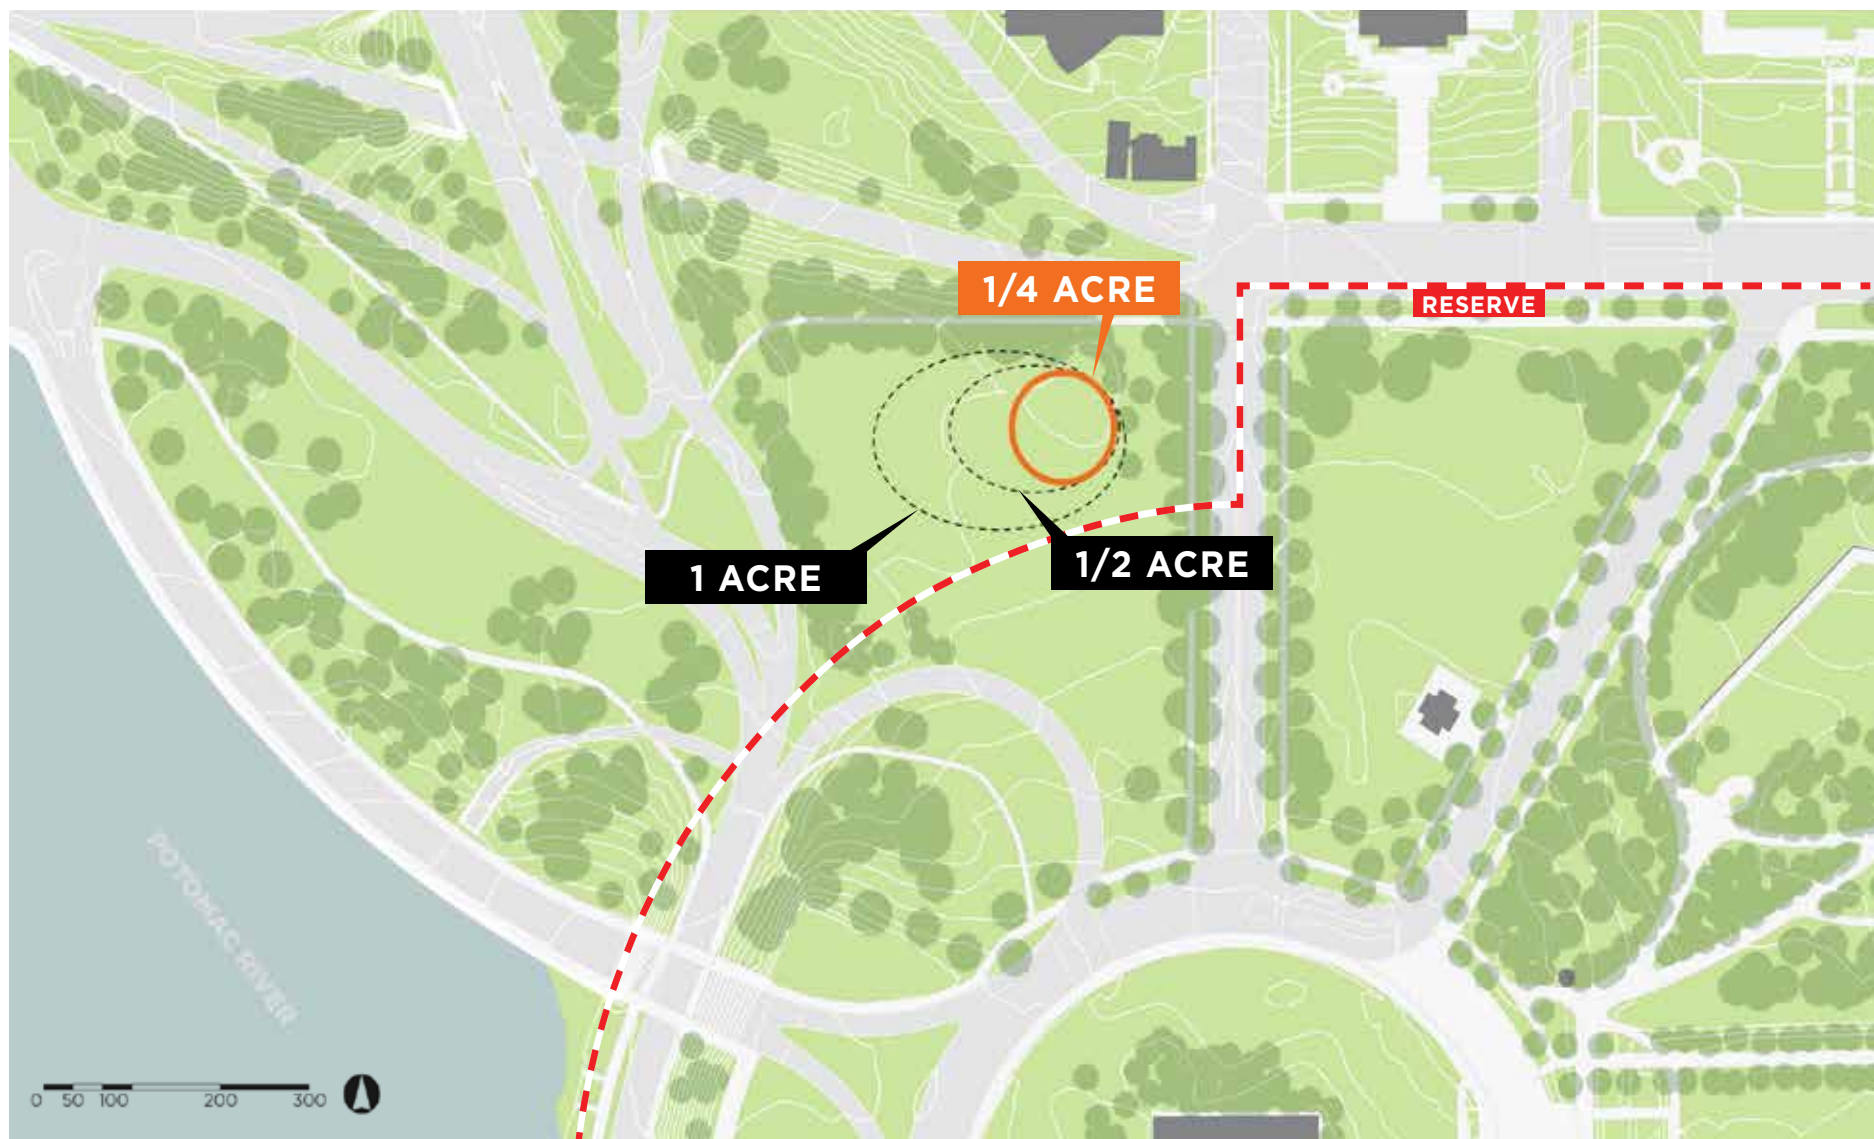 1/4 ACRE
RESERVE
1 ACRE
1/2 ACRE
POTOMAC RIVER
0 50 100 200 300